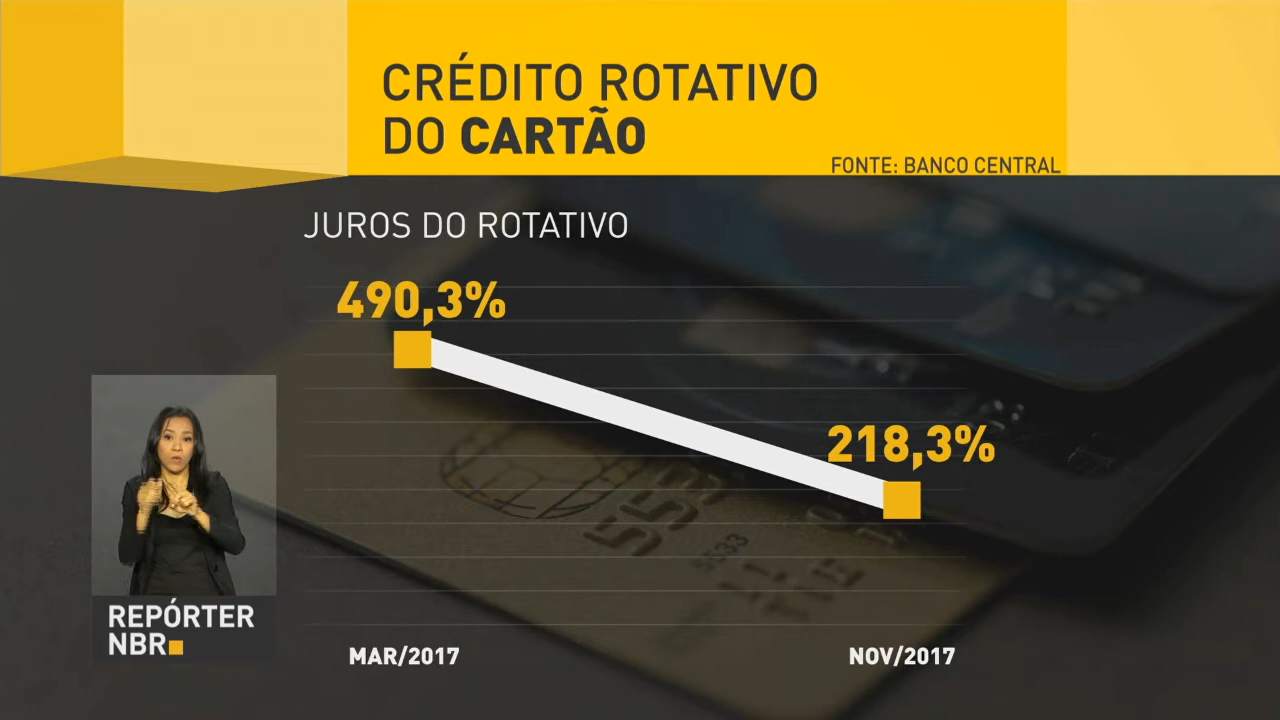 CRÉDITO ROTATIVO
DO CARTÃO
FONTE: BANCO CENTRAL
JUROS DO ROTATIVO
490,3%
218,3%
5533
REPÓRTER
NBR
MAR/2017
NOV/2017